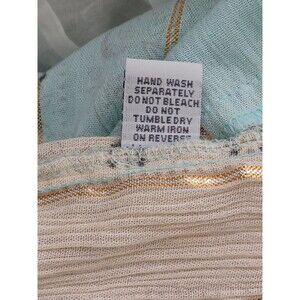 HAND WASH
SEPARATELY
DO NOT BLEACH
DO NOT
TUMBLE DRY
WARM IRON
ON REVERSE